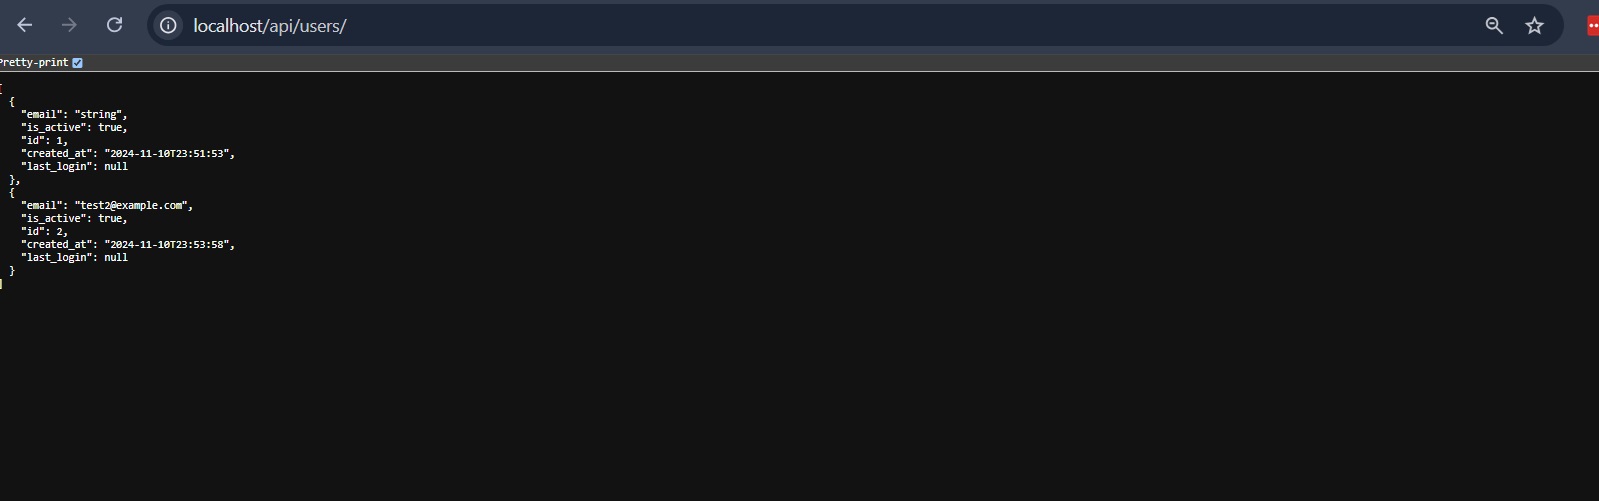 localhost/api/users/
Pretty-print
[
{
"email": "string",
"is_active": true,
"id": 1,
"created_at": "2024-11-10T23:51:53",
"last_login": null
},
{
"email": "test2@example.com",
"is_active": true,
"id": 2,
"created_at": "2024-11-10T23:53:58",
"last_login": null
}
]